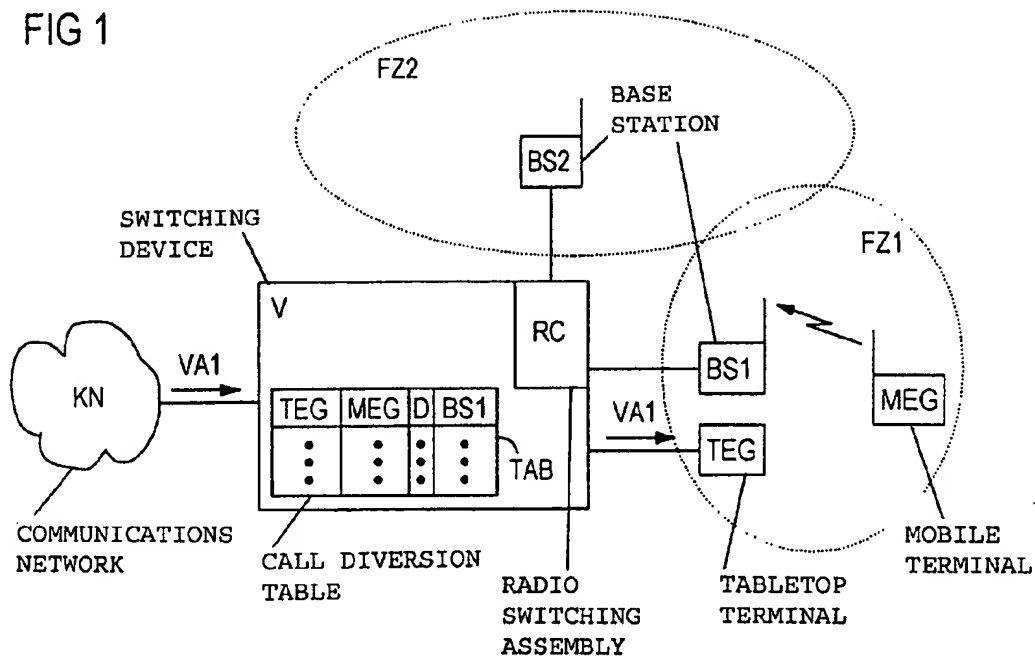 FIG 1
FZ2
BASE
STATION
BS2
SWITCHING
DEVICE
FZ1
V
RC
VA1
KN
BS1
MEG
TEG MEG D BS1
VA1
TEG
TAB
COMMUNICATIONS
NETWORK
CALL DIVERSION
TABLE
RADIO
SWITCHING
ASSEMBLY
TABLETOP
TERMINAL
MOBILE
TERMINAL